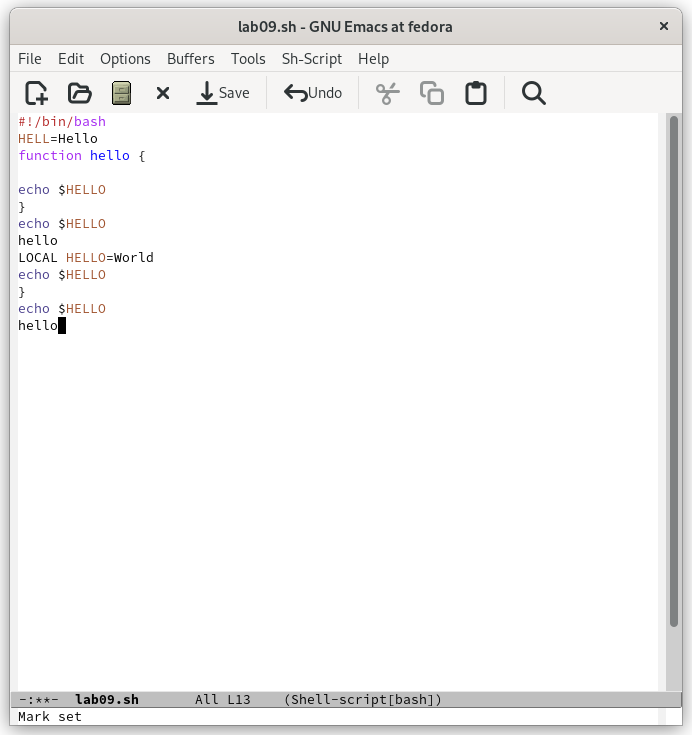 lab09.sh - GNU Emacs at fedora ×
File Edit Options Buffers Tools Sh-Script Help
Save Undo
#!/bin/bash
HELL=Hello
function hello {
echo $HELLO
}
echo $HELLO
hello
LOCAL HELLO=World
echo $HELLO
}
echo $HELLO
hello
-:**- lab09.sh All L13 (Shell-script[bash])
Mark set